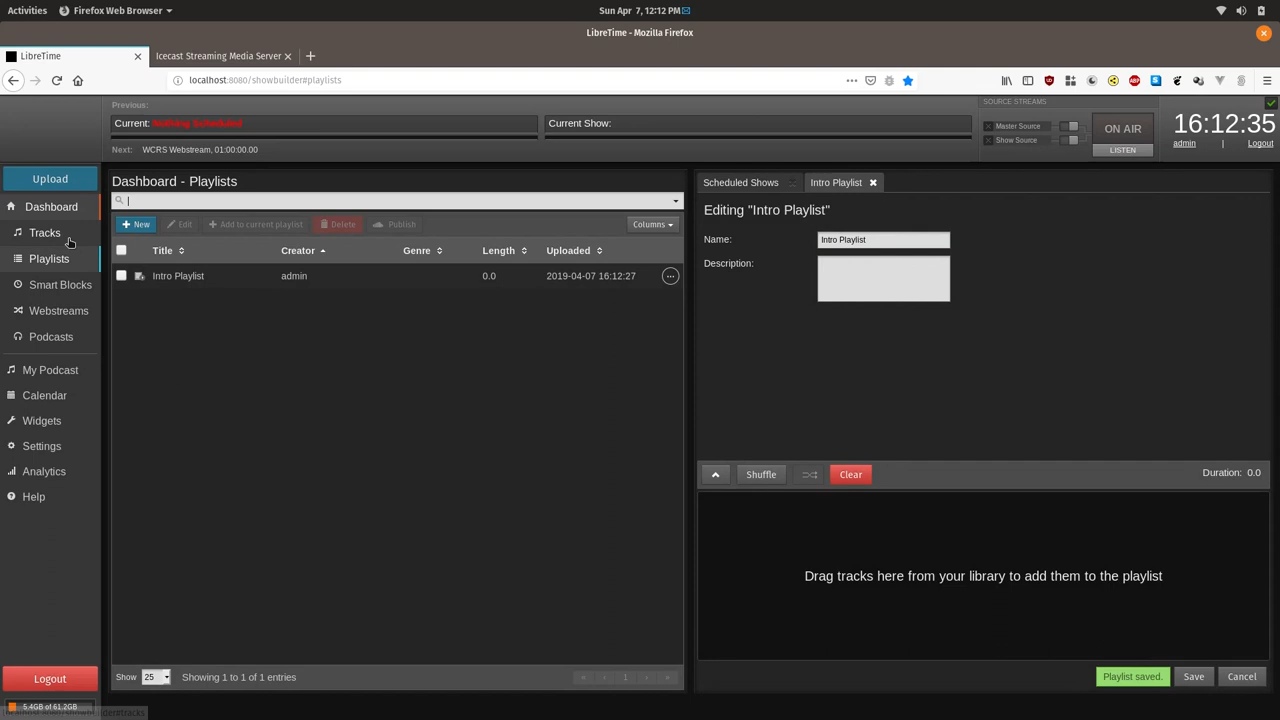 Activities Firefox Web Browser Sun Apr 7, 12:12 PM
LibreTime - Mozilla Firefox
LibreTime Icecast Streaming Media Server
localhost:8080/showbuilder#playlists
Previous: SOURCE STREAMS
Current: Nothing Scheduled Current Show: Master Source ON AIR 16:12:35
Show Source
Next: WCRS Webstream, 01:00:00.00 LISTEN admin | Logout
Upload
Dashboard
Tracks
Playlists
Smart Blocks
Webstreams
Podcasts
My Podcast
Calendar
Widgets
Settings
Analytics
Help
Logout
5.4GB of 61.2GB
localhost:8080/showbuilder#tracks
Dashboard - Playlists
New Edit Add to current playlist Delete Publish Columns
Title Creator Genre Length Uploaded
Intro Playlist admin 0.0 2019-04-07 16:12:27
Show 25 Showing 1 to 1 of 1 entries « ‹ 1 › »
Scheduled Shows Intro Playlist
Editing "Intro Playlist"
Name: Intro Playlist
Description:
Shuffle Clear Duration: 0.0
Drag tracks here from your library to add them to the playlist
Playlist saved. Save Cancel